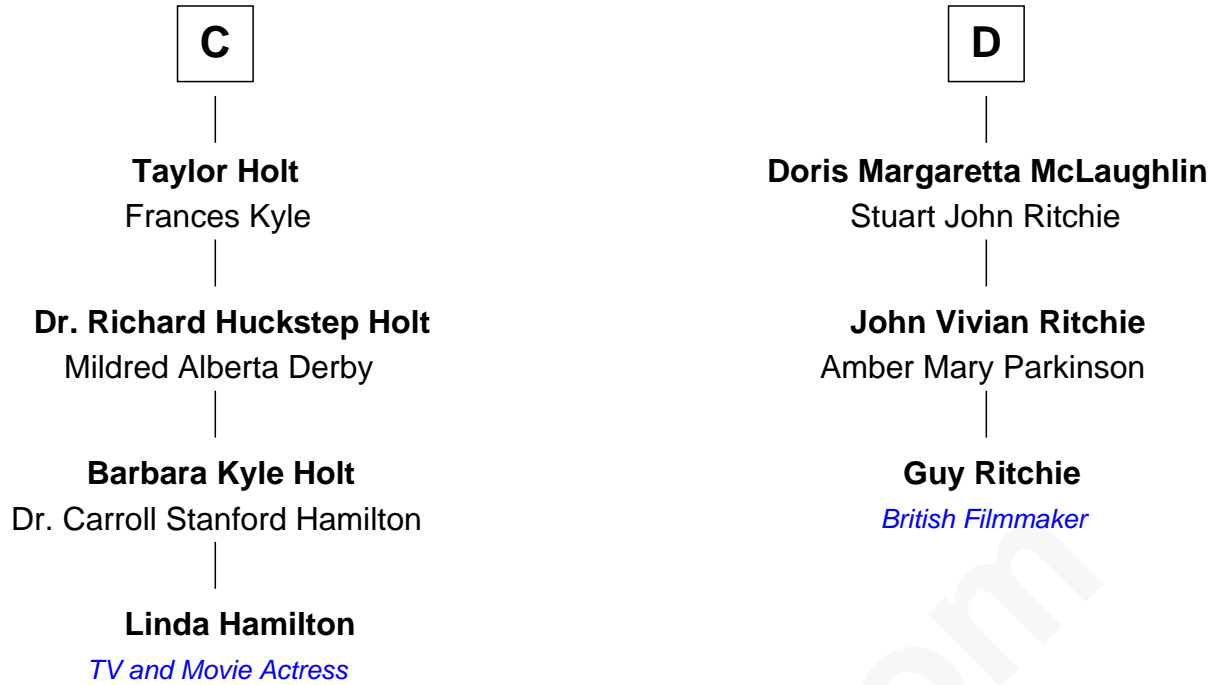 C
Taylor Holt
Frances Kyle
Dr. Richard Huckstep Holt
Mildred Alberta Derby
Barbara Kyle Holt
Dr. Carroll Stanford Hamilton
Linda Hamilton
TV and Movie Actress
D
Doris Margaretta McLaughlin
Stuart John Ritchie
John Vivian Ritchie
Amber Mary Parkinson
Guy Ritchie
British Filmmaker
om